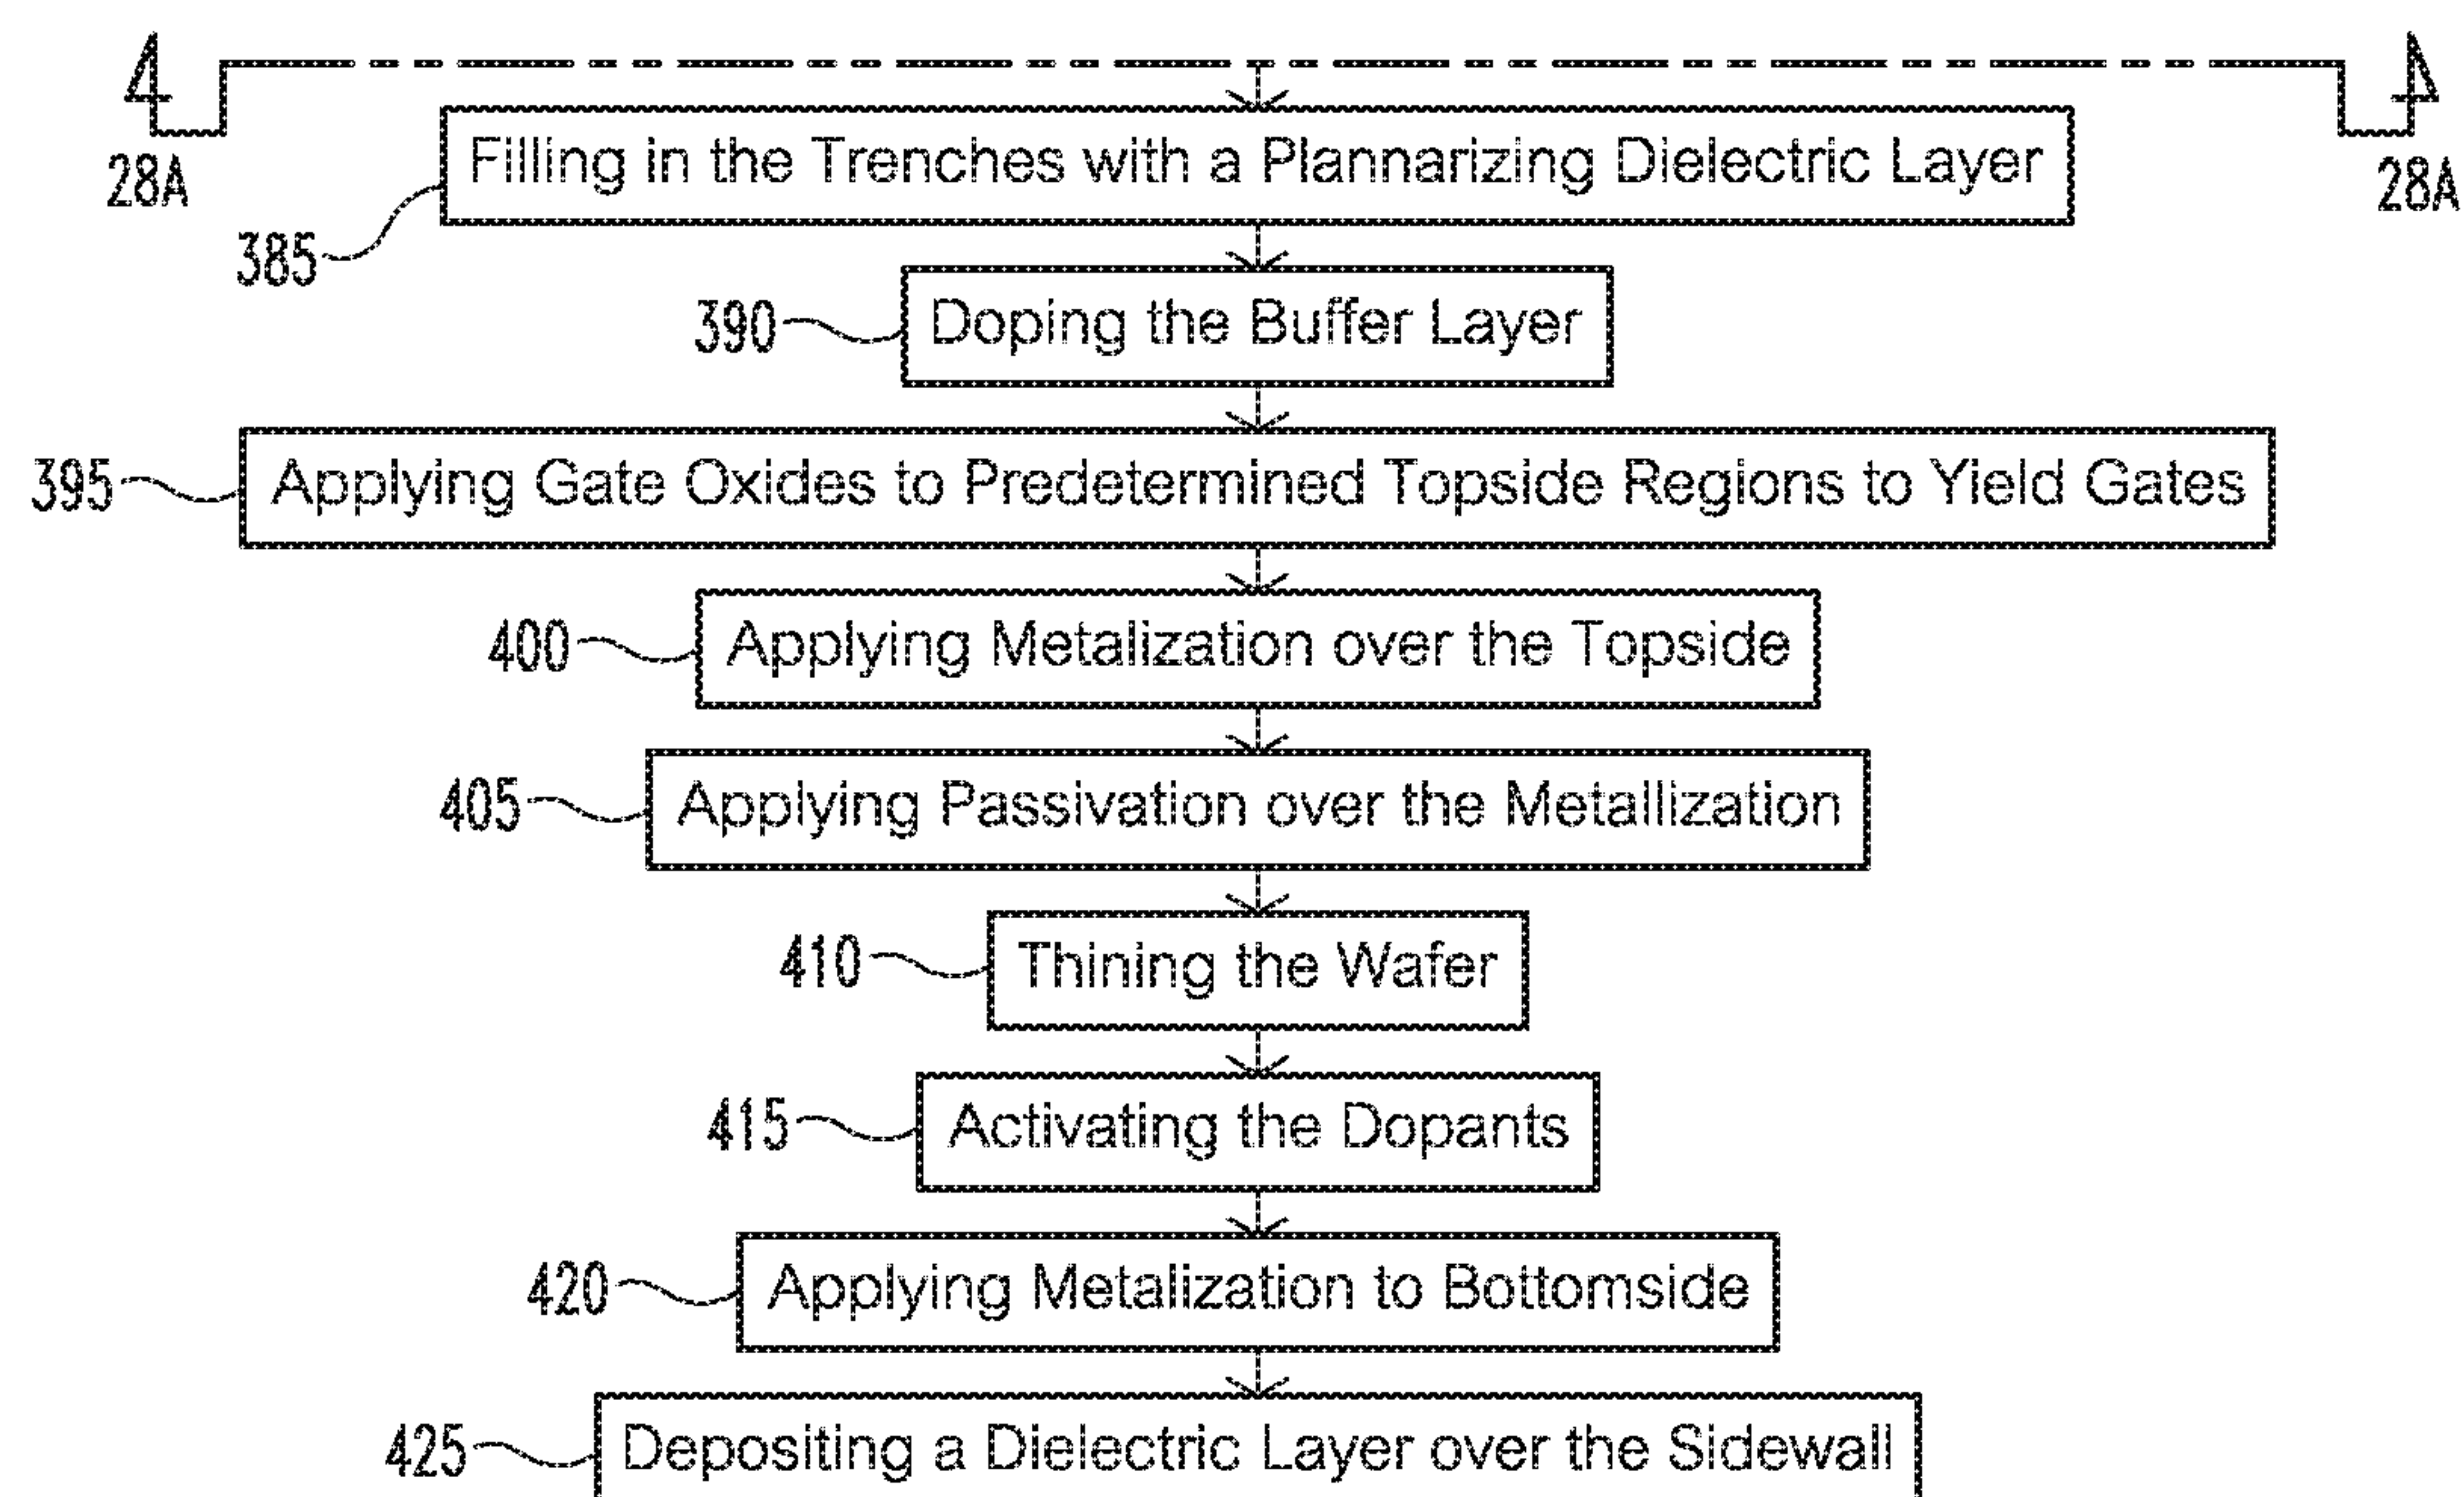 28A
28A
385 Filling in the Trenches with a Plannarizing Dielectric Layer
390 Doping the Buffer Layer
395 Applying Gate Oxides to Predetermined Topside Regions to Yield Gates
400 Applying Metalization over the Topside
405 Applying Passivation over the Metallization
410 Thining the Wafer
415 Activating the Dopants
420 Applying Metalization to Bottomside
425 Depositing a Dielectric Layer over the Sidewall